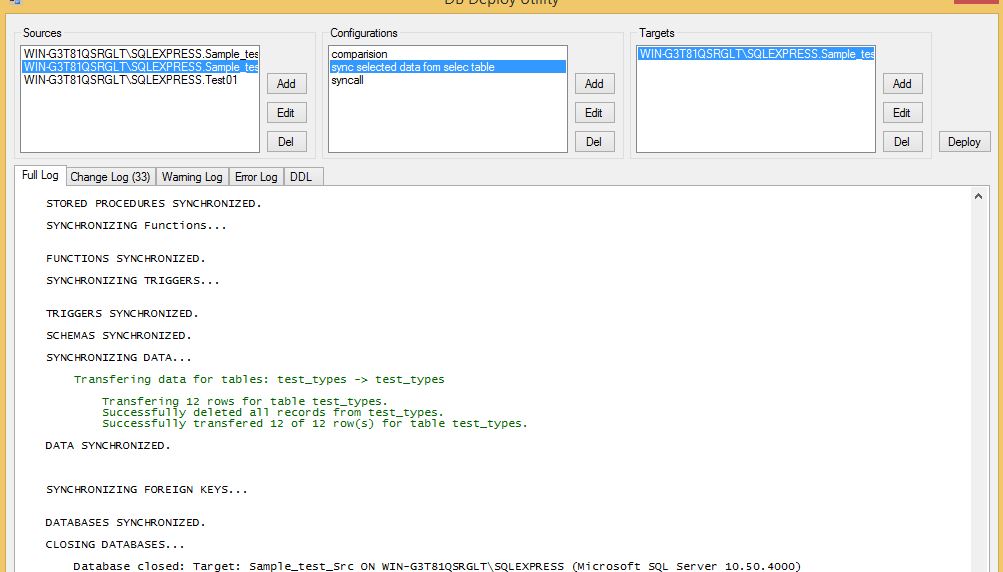 DB Deploy Utility
Sources
WIN-G3T81QSRGLT\SQLEXPRESS.Sample_tes
WIN-G3T81QSRGLT\SQLEXPRESS.Sample_tes
WIN-G3T81QSRGLT\SQLEXPRESS.Test01
Add
Edit
Del
Configurations
comparision
sync selected data fom selec table
syncall
Add
Edit
Del
Targets
WIN-G3T81QSRGLT\SQLEXPRESS.Sample_tes
Add
Edit
Del
Deploy
Full Log
Change Log (33)
Warning Log
Error Log
DDL
STORED PROCEDURES SYNCHRONIZED.
SYNCHRONIZING Functions...
FUNCTIONS SYNCHRONIZED.
SYNCHRONIZING TRIGGERS...
TRIGGERS SYNCHRONIZED.
SCHEMAS SYNCHRONIZED.
SYNCHRONIZING DATA...
Transfering data for tables: test_types -> test_types
Transfering 12 rows for table test_types.
Successfully deleted all records from test_types.
Successfully transfered 12 of 12 row(s) for table test_types.
DATA SYNCHRONIZED.
SYNCHRONIZING FOREIGN KEYS...
DATABASES SYNCHRONIZED.
CLOSING DATABASES...
Database closed: Target: Sample_test_Src ON WIN-G3T81QSRGLT\SQLEXPRESS (Microsoft SQL Server 10.50.4000)